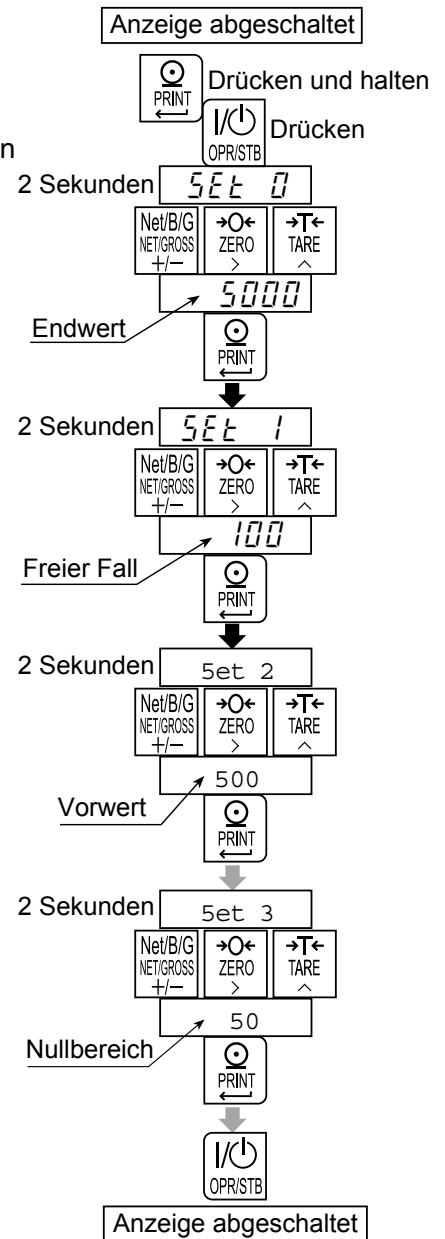 Anzeige abgeschaltet
PRINT
Drücken und halten
I/⏻
OPR/STB
Drücken
n
2 Sekunden
SEt 0
Net/B/G
NET/GROSS
+/−
→O←
ZERO
>
→T←
TARE
^
5000
Endwert
PRINT
2 Sekunden
SEt 1
Net/B/G
NET/GROSS
+/−
→O←
ZERO
>
→T←
TARE
^
100
Freier Fall
PRINT
2 Sekunden
5et 2
Net/B/G
NET/GROSS
+/−
→O←
ZERO
>
→T←
TARE
^
500
Vorwert
PRINT
2 Sekunden
5et 3
Net/B/G
NET/GROSS
+/−
→O←
ZERO
>
→T←
TARE
^
50
Nullbereich
PRINT
I/⏻
OPR/STB
Anzeige abgeschaltet